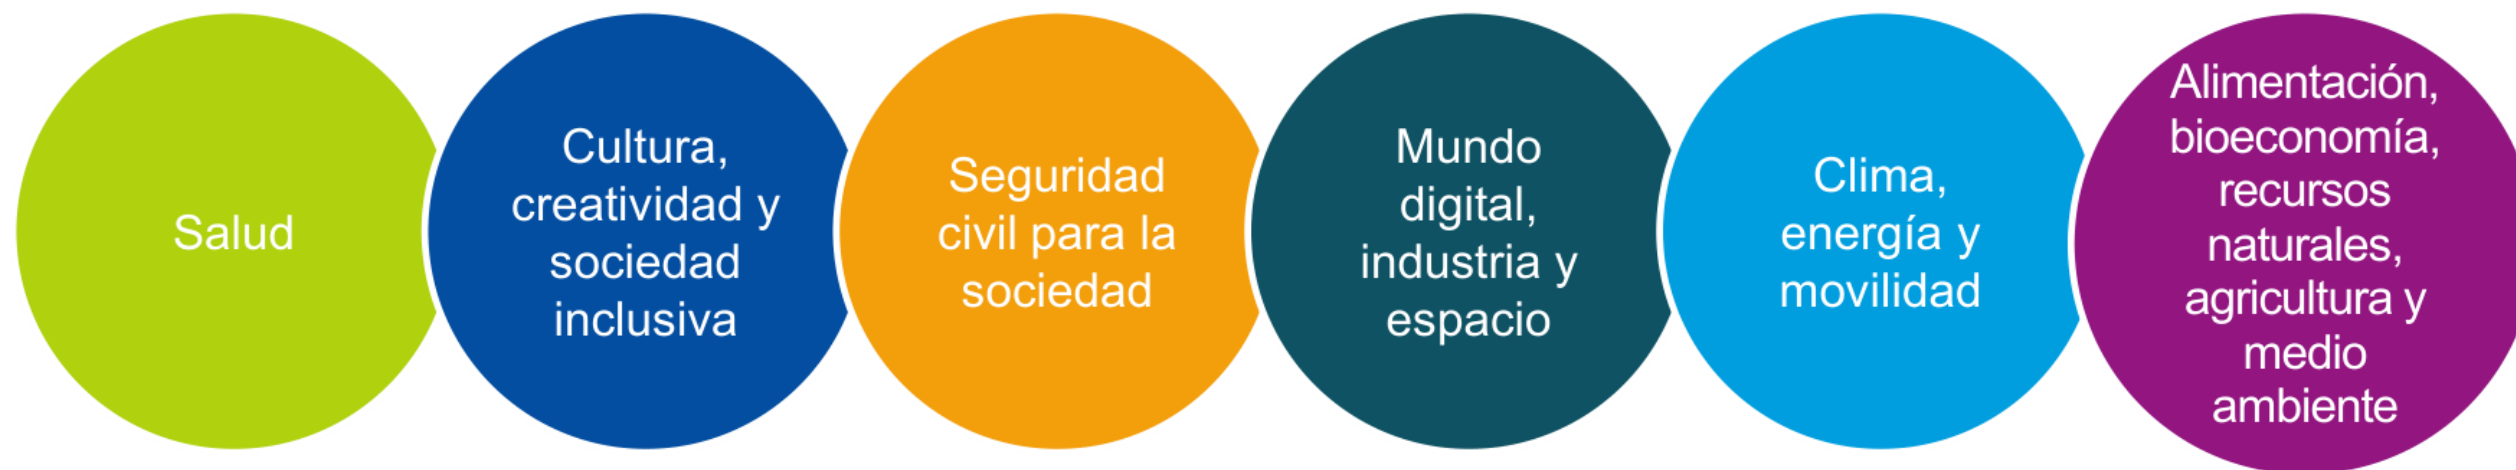 Salud
Cultura,
creatividad y
sociedad
inclusiva
Seguridad
civil para la
sociedad
Mundo
digital,
industria y
espacio
Clima,
energía y
movilidad
Alimentación,
bioeconomía,
recursos
naturales,
agricultura y
medio
ambiente